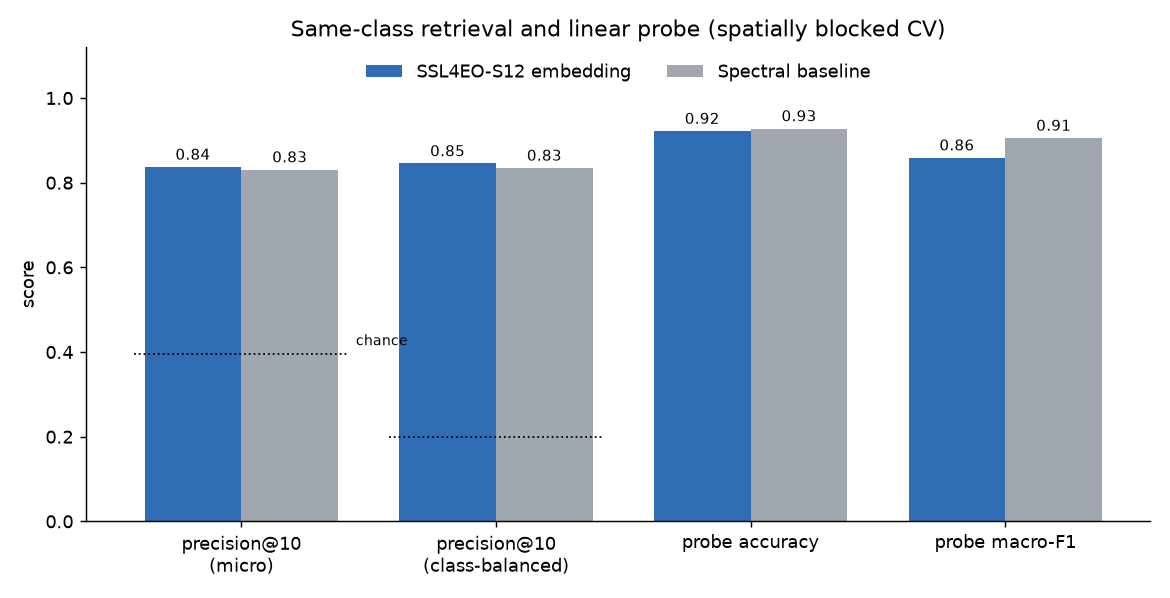 Same-class retrieval and linear probe (spatially blocked CV)
SSL4EO-S12 embedding
Spectral baseline
score
1.0
0.8
0.6
0.4
0.2
0.0
0.84
0.83
0.85
0.83
0.92
0.93
0.86
0.91
chance
precision@10
(micro)
precision@10
(class-balanced)
probe accuracy
probe macro-F1